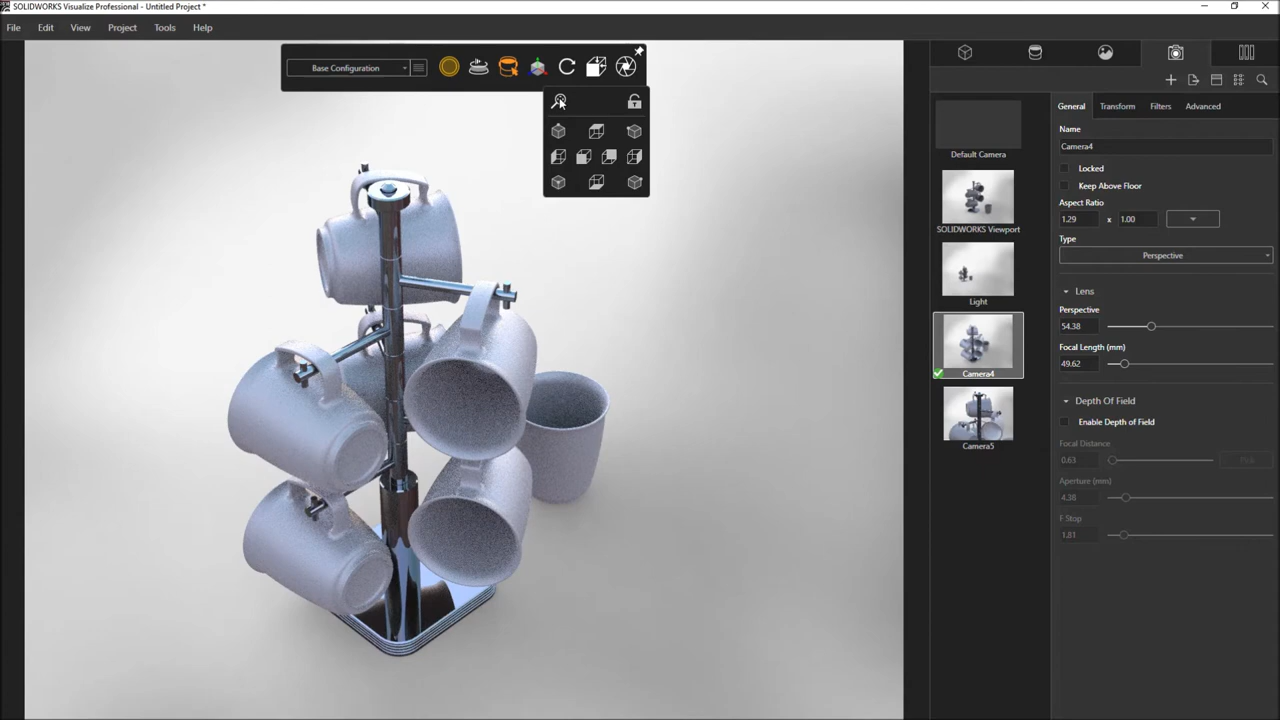 SOLIDWORKS Visualize Professional - Untitled Project *
File Edit View Project Tools Help
Base Configuration
Default Camera
SOLIDWORKS Viewport
Light
Camera4
Camera5
General Transform Filters Advanced
Name
Camera4
Locked
Keep Above Floor
Aspect Ratio
1.29 x 1.00
Type
Perspective
Lens
Perspective
54.38
Focal Length (mm)
49.62
Depth Of Field
Enable Depth of Field
Focal Distance
0.63
Aperture (mm)
4.38
F Stop
1.81